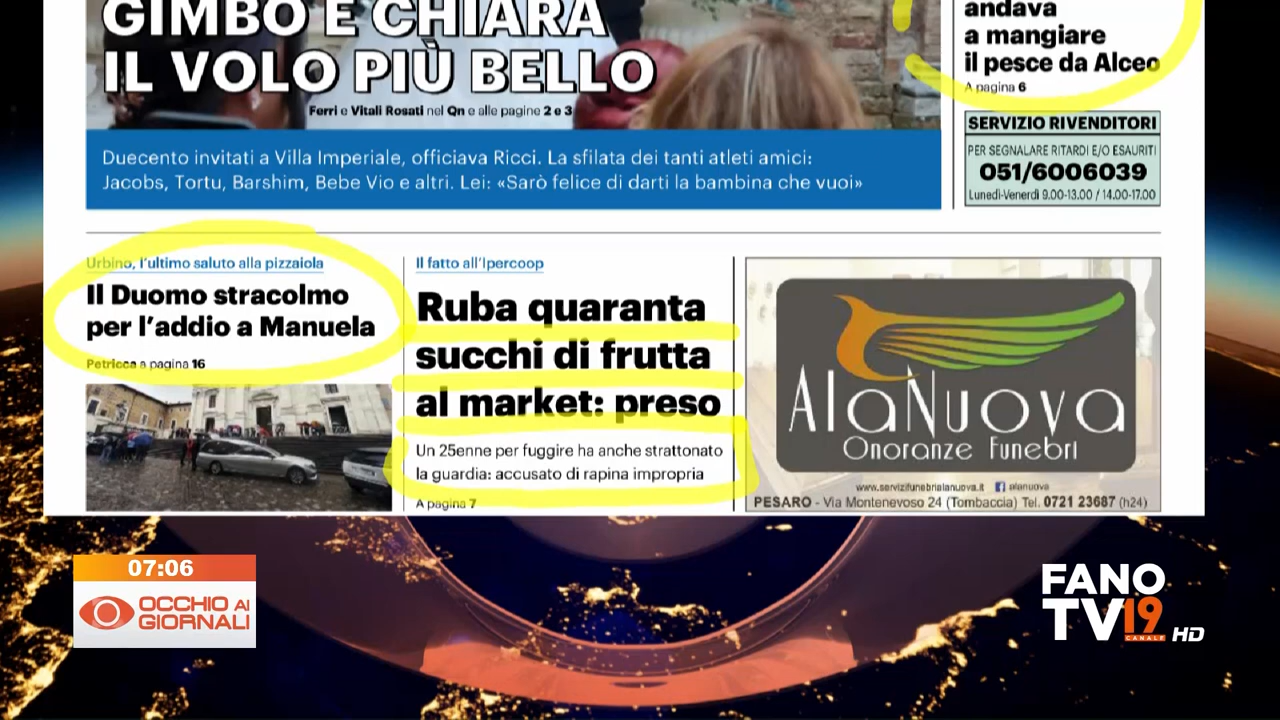 GIMBO E CHIARA
IL VOLO PIÙ BELLO
Ferri e Vitali Rosati nel Qn e alle pagine 2 e 3
Duecento invitati a Villa Imperiale, officiava Ricci. La sfilata dei tanti atleti amici:
Jacobs, Tortu, Barshim, Bebe Vio e altri. Lei: «Sarò felice di darti la bambina che vuoi»
andava
a mangiare
il pesce da Alceo
A pagina 6
SERVIZIO RIVENDITORI
PER SEGNALARE RITARDI E/O ESAURITI
051/6006039
Lunedì-Venerdì 9.00-13.00 / 14.00-17.00
Urbino, l'ultimo saluto alla pizzaiola
Il Duomo stracolmo
per l'addio a Manuela
Petricca a pagina 16
Il fatto all'Ipercoop
Ruba quaranta
succhi di frutta
al market: preso
Un 25enne per fuggire ha anche strattonato
la guardia: accusato di rapina impropria
A pagina 7
AlaNuova
Onoranze Funebri
www.servizifunebrialanuova.it alanuova
PESARO - Via Montenevoso 24 (Tombaccia) Tel. 0721 23687 (h24)
07:06
OCCHIO AI
GIORNALI
FANO
TV19
CANALE HD